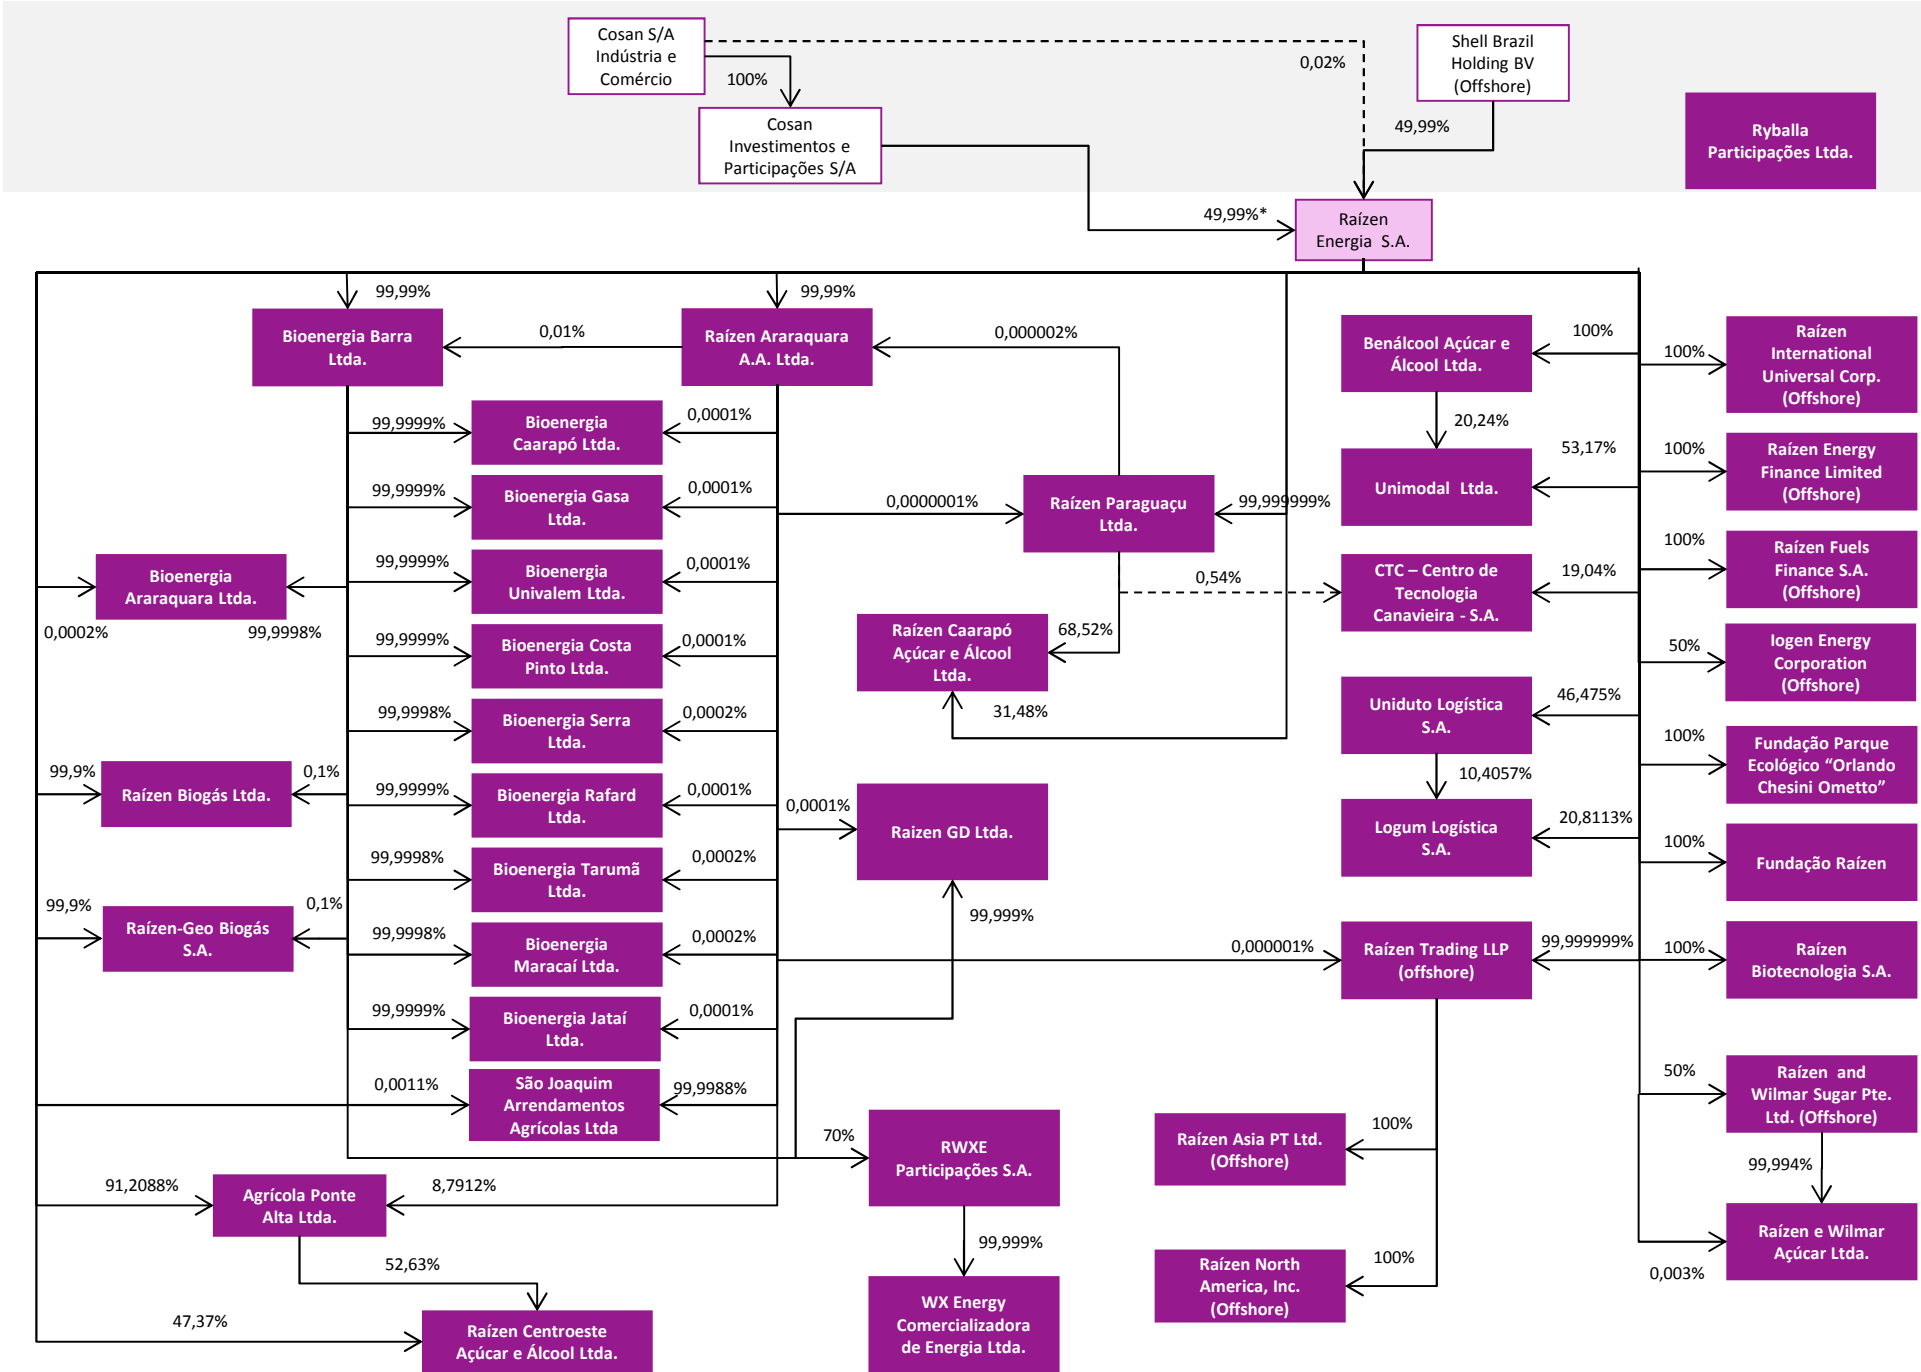 Cosan S/A
Indústria e
Comércio
100%
0,02%
Shell Brazil
Holding BV
(Offshore)
49,99%
Cosan
Investimentos e
Participações S/A
Ryballa
Participações Ltda.
49,99%*
Raízen
Energia S.A.
99,99%
99,99%
Bioenergia Barra
Ltda.
0,01%
Raízen Araraquara
A.A. Ltda.
0,000002%
Benálcool Açúcar e
Álcool Ltda.
100%
100%
Raízen
International
Universal Corp.
(Offshore)
99,9999%
Bioenergia
Caarapó Ltda.
0,0001%
20,24%
53,17%
99,9999%
Bioenergia Gasa
Ltda.
0,0001%
0,0000001%
Raízen Paraguaçu
Ltda.
99,999999%
Unimodal Ltda.
100%
Raízen Energy
Finance Limited
(Offshore)
Bioenergia
Araraquara Ltda.
0,0002%
99,9998%
99,9999%
Bioenergia
Univalem Ltda.
0,0001%
0,54%
CTC – Centro de
Tecnologia
Canavieira - S.A.
19,04%
100%
Raízen Fuels
Finance S.A.
(Offshore)
99,9999%
Bioenergia Costa
Pinto Ltda.
0,0001%
Raízen Caarapó
Açúcar e Álcool
Ltda.
68,52%
31,48%
50%
Iogen Energy
Corporation
(Offshore)
99,9998%
Bioenergia Serra
Ltda.
0,0002%
Uniduto Logística
S.A.
46,475%
100%
Fundação Parque
Ecológico “Orlando
Chesini Ometto”
99,9%
Raízen Biogás Ltda.
0,1%
99,9999%
Bioenergia Rafard
Ltda.
0,0001%
0,0001%
Raizen GD Ltda.
10,4057%
Logum Logística
S.A.
20,8113%
100%
Fundação Raízen
99,9998%
Bioenergia Tarumã
Ltda.
0,0002%
99,999%
99,9%
Raízen-Geo Biogás
S.A.
0,1%
99,9998%
Bioenergia
Maracaí Ltda.
0,0002%
0,000001%
Raízen Trading LLP
(offshore)
99,999999%
100%
Raízen
Biotecnologia S.A.
99,9999%
Bioenergia Jataí
Ltda.
0,0001%
0,0011%
São Joaquim
Arrendamentos
Agrícolas Ltda
99,9988%
50%
Raízen and
Wilmar Sugar Pte.
Ltd. (Offshore)
70%
RWXE
Participações S.A.
Raízen Asia PT Ltd.
(Offshore)
100%
99,994%
91,2088%
Agrícola Ponte
Alta Ltda.
8,7912%
99,999%
Raízen e Wilmar
Açúcar Ltda.
0,003%
52,63%
Raízen North
America, Inc.
(Offshore)
100%
47,37%
Raízen Centroeste
Açúcar e Álcool Ltda.
WX Energy
Comercializadora
de Energia Ltda.